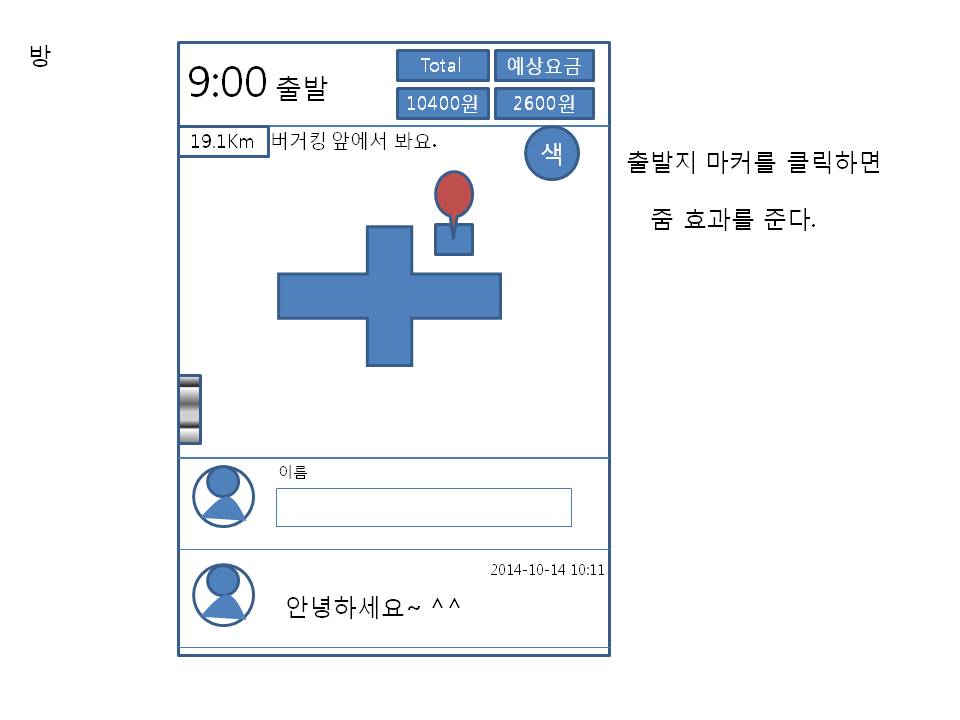 방
9:00 출발
Total 예상요금
10400원 2600원
19.1Km 버거킹 앞에서 봐요.
색
출발지 마커를 클릭하면
줌 효과를 준다.
이름
2014-10-14 10:11
안녕하세요~ ^^